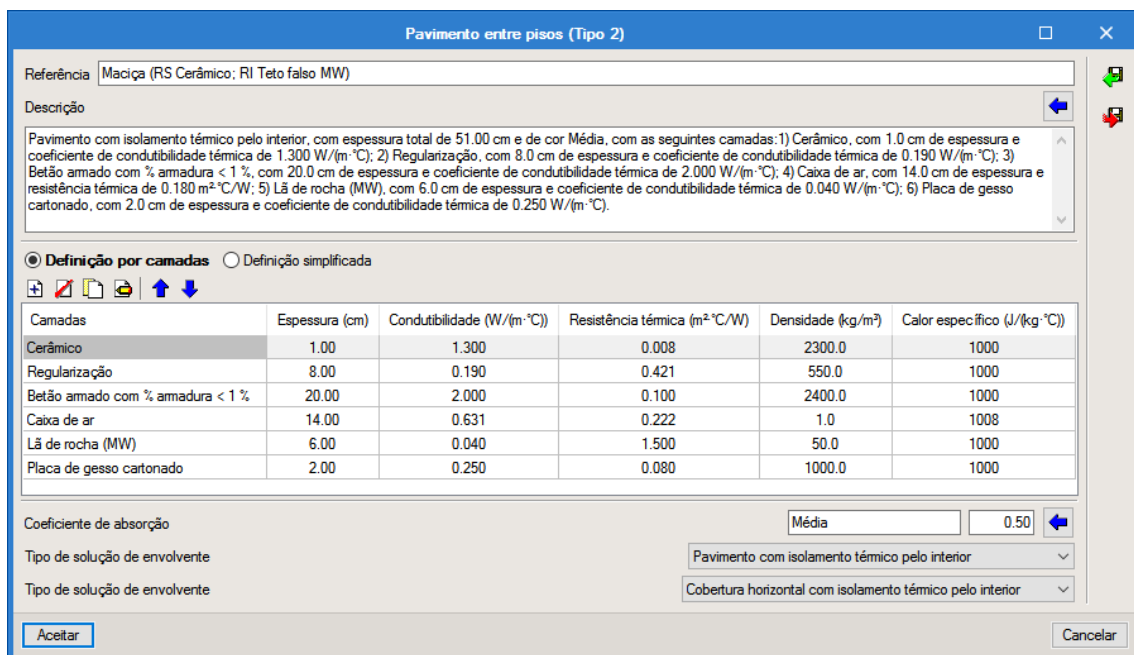 Pavimento entre pisos (Tipo 2)
Referência Maciça (RS Cerâmico; RI Teto falso MW)
Descrição
Pavimento com isolamento térmico pelo interior, com espessura total de 51.00 cm e de cor Média, com as seguintes camadas:1) Cerâmico, com 1.0 cm de espessura e
coeficiente de condutibilidade térmica de 1.300 W/(m·°C); 2) Regularização, com 8.0 cm de espessura e coeficiente de condutibilidade térmica de 0.190 W/(m·°C); 3)
Betão armado com % armadura < 1 %, com 20.0 cm de espessura e coeficiente de condutibilidade térmica de 2.000 W/(m·°C); 4) Caixa de ar, com 14.0 cm de espessura e
resistência térmica de 0.180 m²·°C/W; 5) Lã de rocha (MW), com 6.0 cm de espessura e coeficiente de condutibilidade térmica de 0.040 W/(m·°C); 6) Placa de gesso
cartonado, com 2.0 cm de espessura e coeficiente de condutibilidade térmica de 0.250 W/(m·°C).
Definição por camadas Definição simplificada
Camadas Espessura (cm) Condutibilidade (W/(m·°C)) Resistência térmica (m²·°C/W) Densidade (kg/m³) Calor específico (J/(kg·°C))
Cerâmico 1.00 1.300 0.008 2300.0 1000
Regularização 8.00 0.190 0.421 550.0 1000
Betão armado com % armadura < 1 % 20.00 2.000 0.100 2400.0 1000
Caixa de ar 14.00 0.631 0.222 1.0 1008
Lã de rocha (MW) 6.00 0.040 1.500 50.0 1000
Placa de gesso cartonado 2.00 0.250 0.080 1000.0 1000
Coeficiente de absorção Média 0.50
Tipo de solução de envolvente Pavimento com isolamento térmico pelo interior
Tipo de solução de envolvente Cobertura horizontal com isolamento térmico pelo interior
Aceitar Cancelar